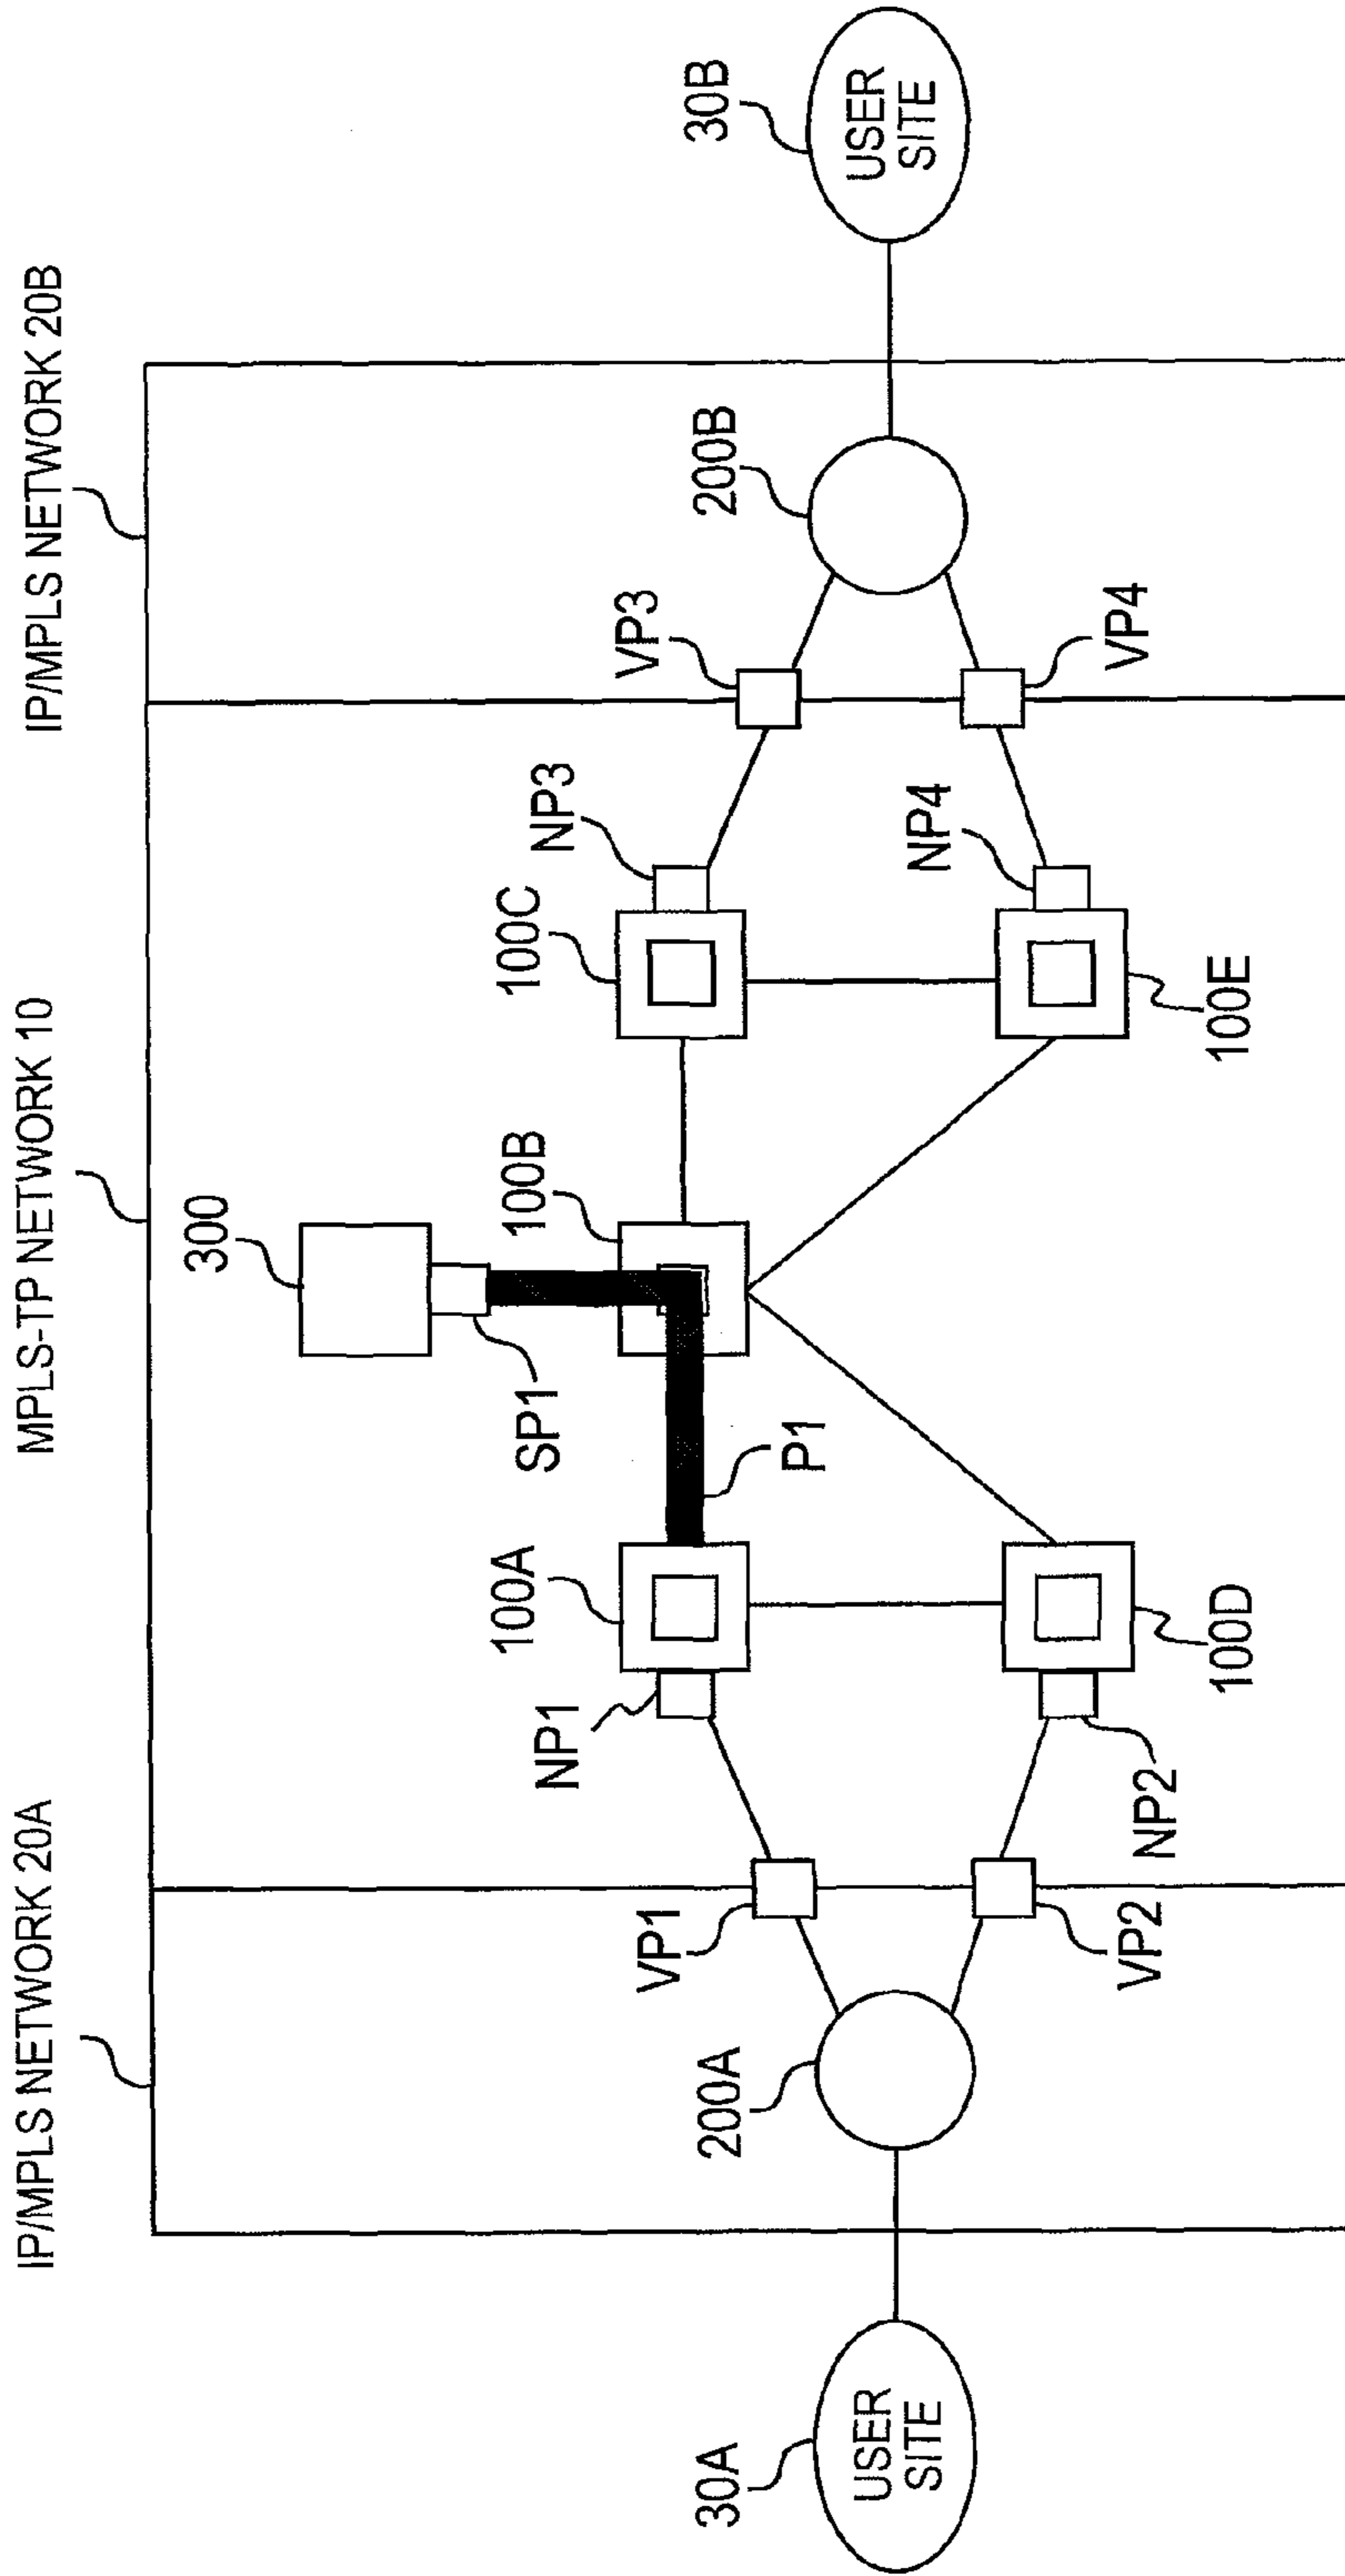 IP/MPLS NETWORK 20A
MPLS-TP NETWORK 10
IP/MPLS NETWORK 20B
300
SP1
NP1
100A
P1
100B
100C
NP3
VP1
VP3
30A
USER
SITE
200A
200B
30B
USER
SITE
VP2
NP2
100D
100E
NP4
VP4